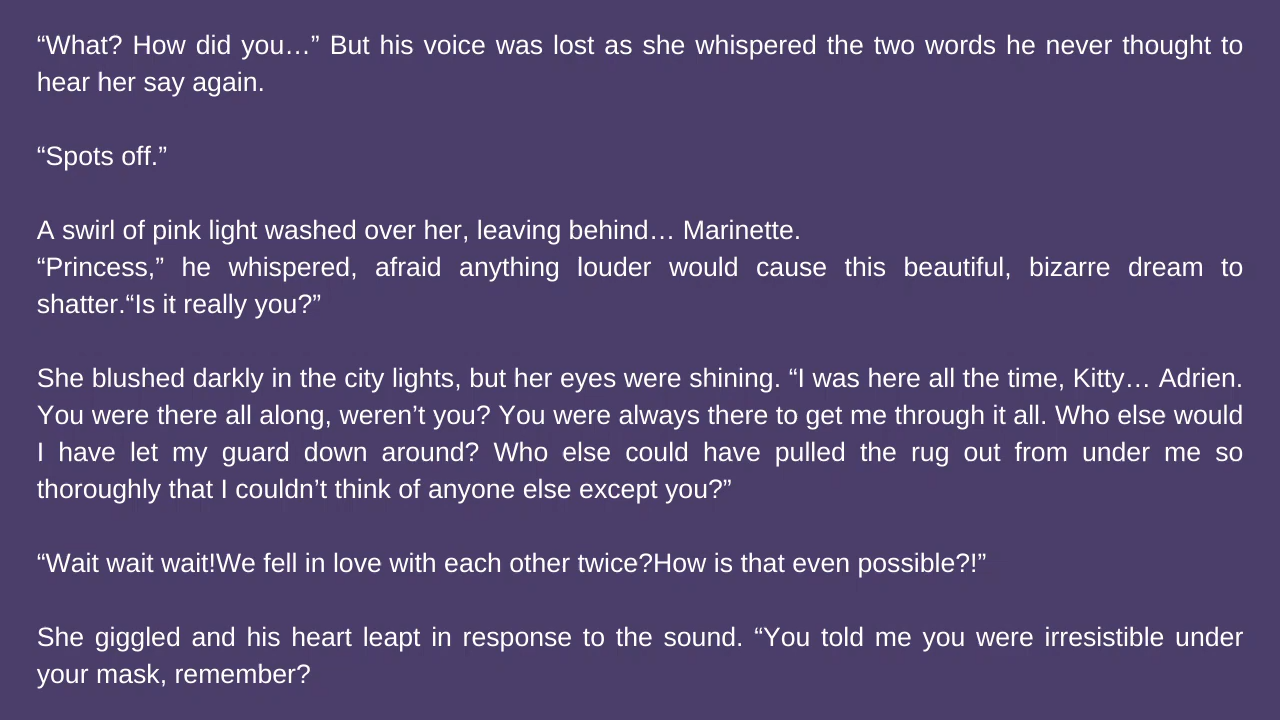 “What? How did you…” But his voice was lost as she whispered the two words he never thought to
hear her say again.
“Spots off.”
A swirl of pink light washed over her, leaving behind… Marinette.
“Princess,” he whispered, afraid anything louder would cause this beautiful, bizarre dream to
shatter.“Is it really you?”
She blushed darkly in the city lights, but her eyes were shining. “I was here all the time, Kitty… Adrien.
You were there all along, weren’t you? You were always there to get me through it all. Who else would
I have let my guard down around? Who else could have pulled the rug out from under me so
thoroughly that I couldn’t think of anyone else except you?”
“Wait wait wait!We fell in love with each other twice?How is that even possible?!”
She giggled and his heart leapt in response to the sound. “You told me you were irresistible under
your mask, remember?